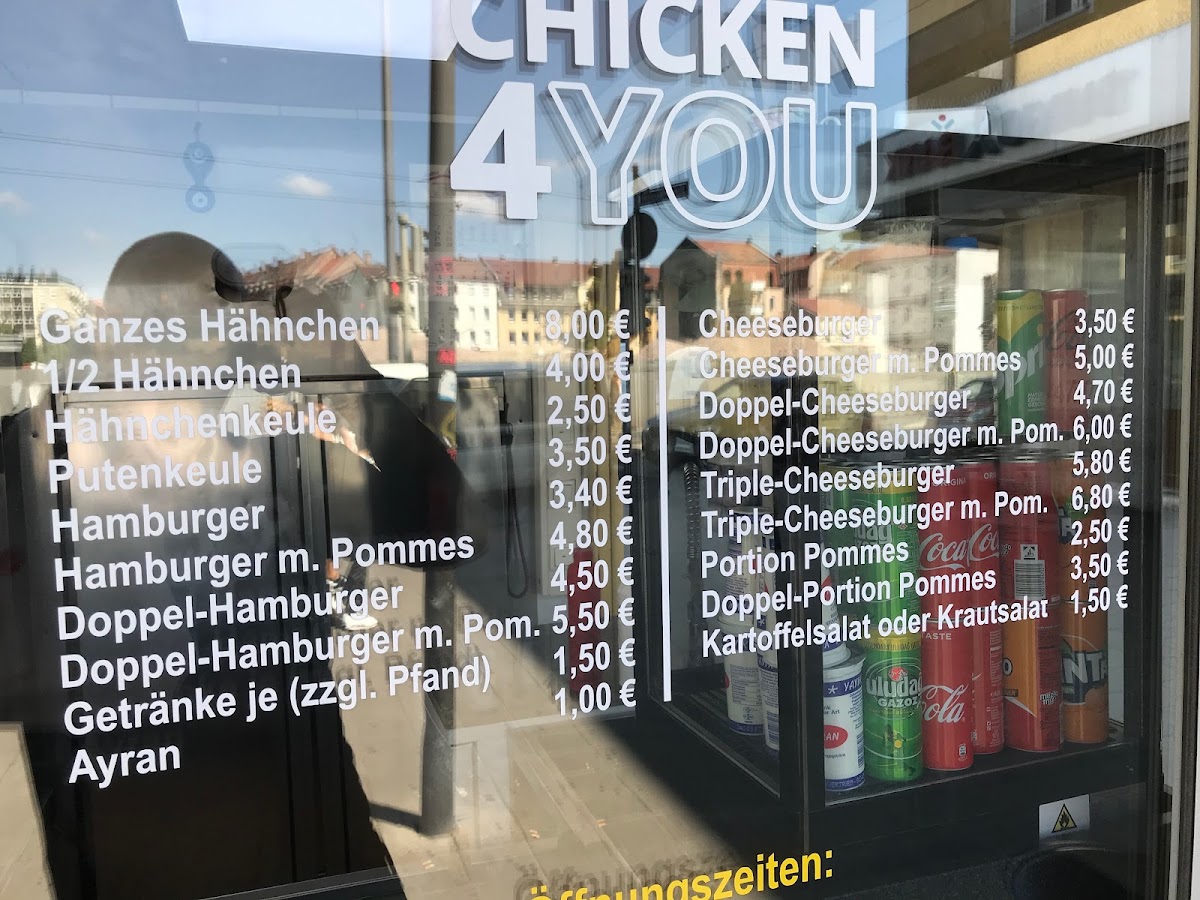 CHICKEN
4YOU
Ganzes Hähnchen 8,00 €
1/2 Hähnchen 4,00 €
Hähnchenkeule 2,50 €
Putenkeule 3,50 €
Hamburger 3,40 €
Hamburger m. Pommes 4,80 €
Doppel-Hamburger 4,50 €
Doppel-Hamburger m. Pom. 5,50 €
Getränke je (zzgl. Pfand) 1,50 €
Ayran 1,00 €
Cheeseburger 3,50 €
Cheeseburger m. Pommes 5,00 €
Doppel-Cheeseburger 4,70 €
Doppel-Cheeseburger m. Pom. 6,00 €
Triple-Cheeseburger 5,80 €
Triple-Cheeseburger m. Pom. 6,80 €
Portion Pommes 2,50 €
Doppel-Portion Pommes 3,50 €
Kartoffelsalat oder Krautsalat 1,50 €
Öffnungszeiten:
Coca
uludağ
GAZOZ
Cola